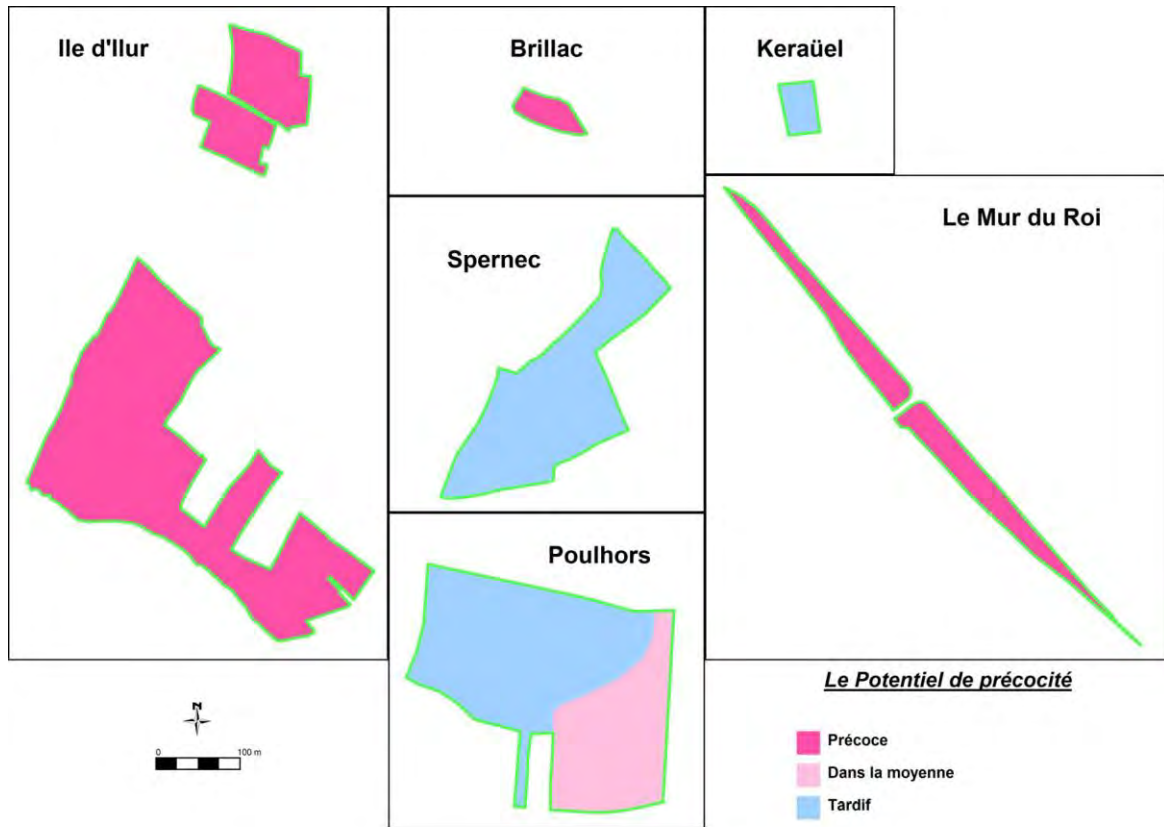 Ile d'Ilur
Brillac
Keraüel
Spernec
Le Mur du Roi
Poulhors
N
0 100 m
Le Potentiel de précocité
Précoce
Dans la moyenne
Tardif